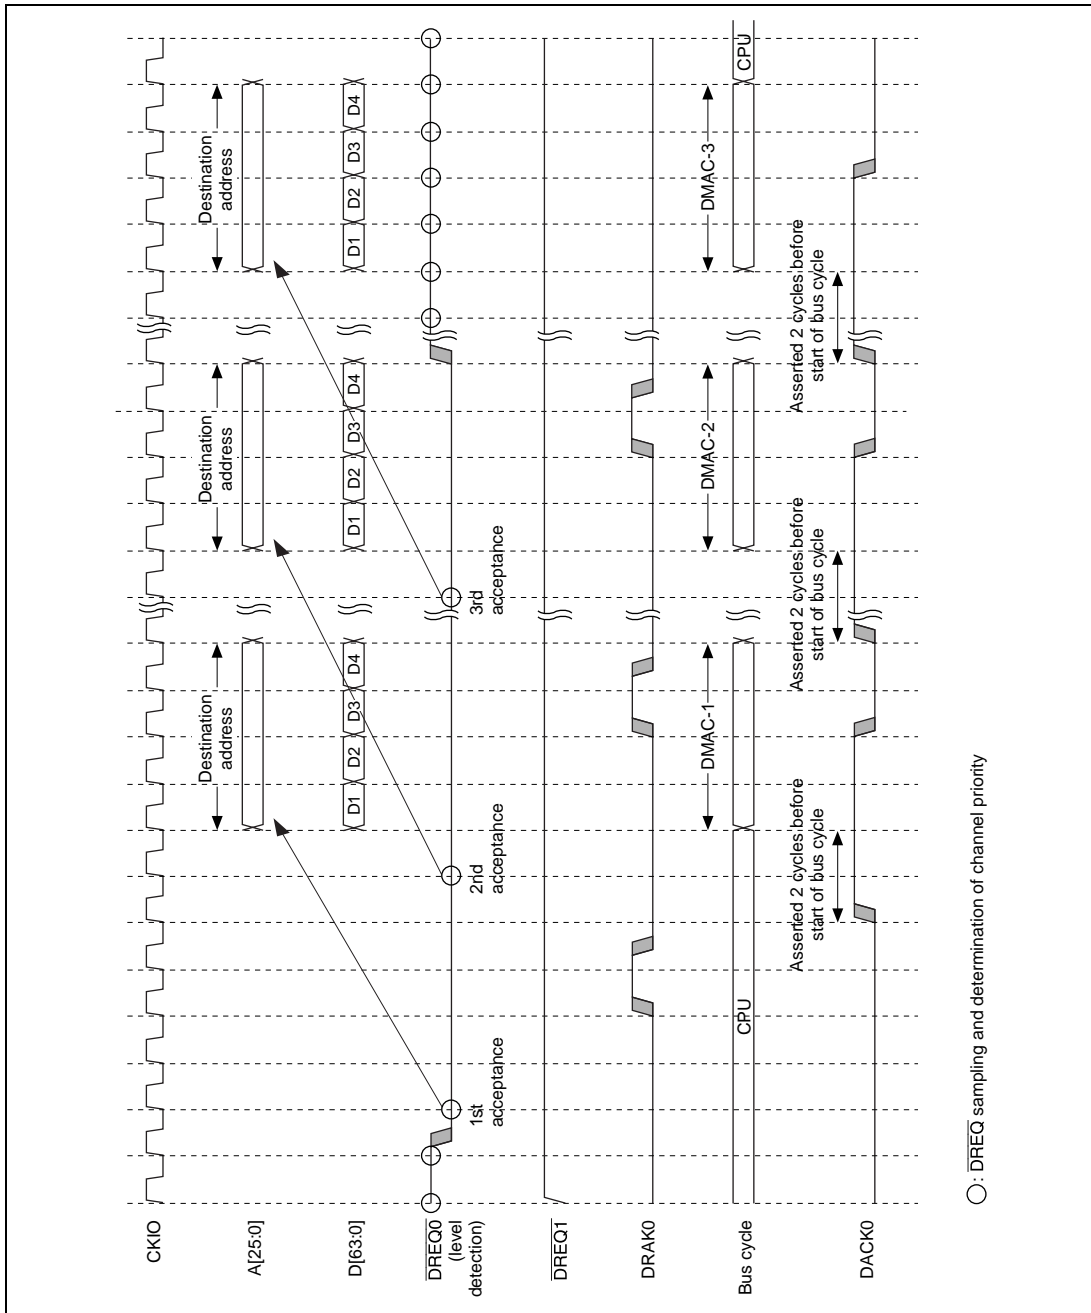 CKIO
A[25:0]
Destination
address
Destination
address
Destination
address
D[63:0]
D1 D2 D3 D4
D1 D2 D3 D4
D1 D2 D3 D4
DREQ0
(level
detection)
1st
acceptance
2nd
acceptance
3rd
acceptance
DREQ1
DRAK0
Bus cycle
CPU
DMAC-1
DMAC-2
DMAC-3
CPU
DACK0
Asserted 2 cycles before
start of bus cycle
Asserted 2 cycles before
start of bus cycle
Asserted 2 cycles before
start of bus cycle
: DREQ sampling and determination of channel priority